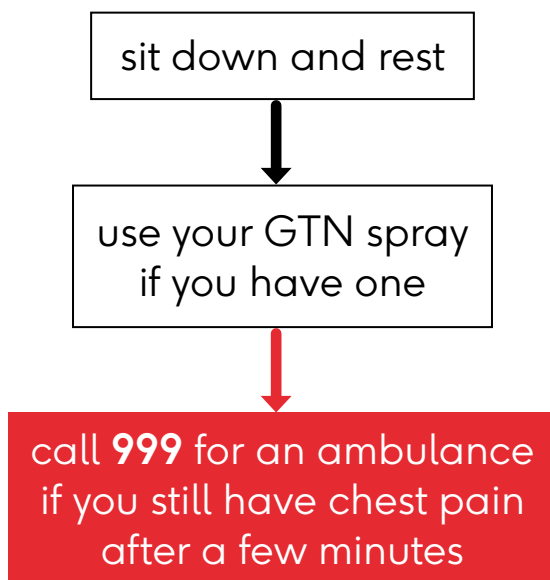 sit down and rest
use your GTN spray
if you have one
call 999 for an ambulance
if you still have chest pain
after a few minutes